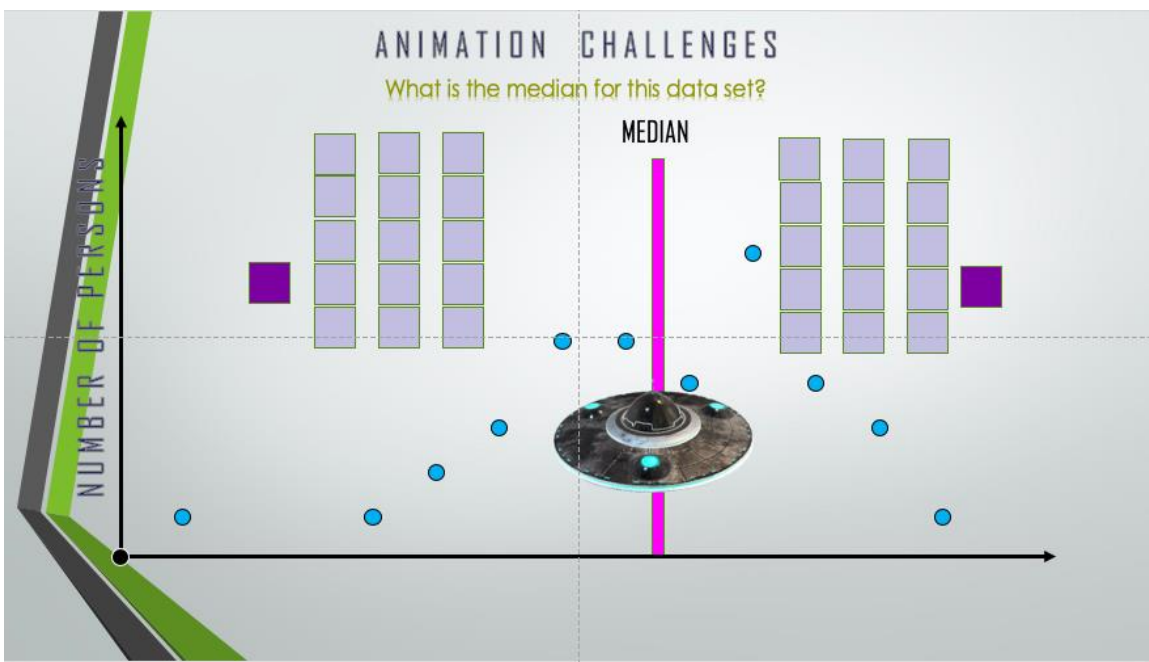 ANIMATION CHALLENGES
What is the median for this data set?
MEDIAN
NUMBER OF PERSONS